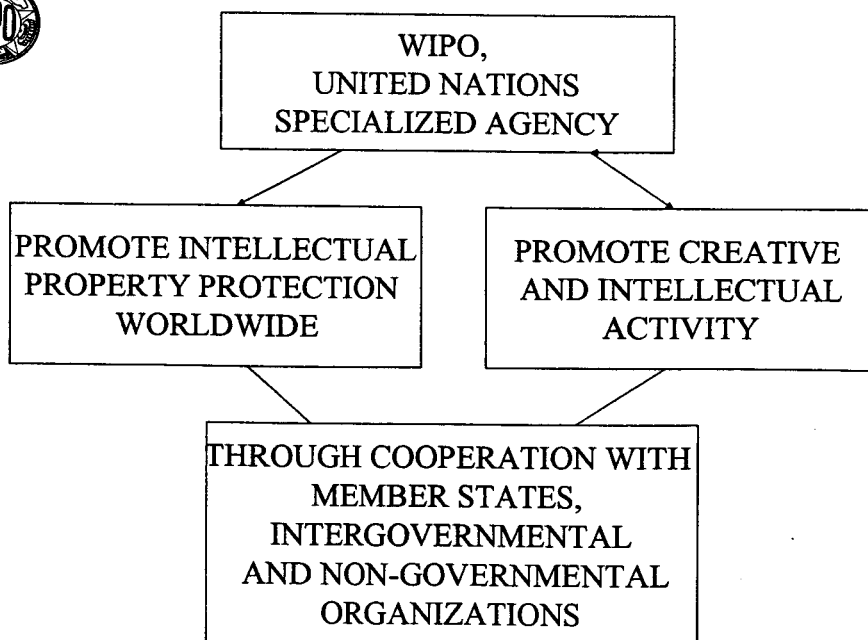 WIPO,
UNITED NATIONS
SPECIALIZED AGENCY
PROMOTE INTELLECTUAL
PROPERTY PROTECTION
WORLDWIDE
PROMOTE CREATIVE
AND INTELLECTUAL
ACTIVITY
THROUGH COOPERATION WITH
MEMBER STATES,
INTERGOVERNMENTAL
AND NON-GOVERNMENTAL
ORGANIZATIONS